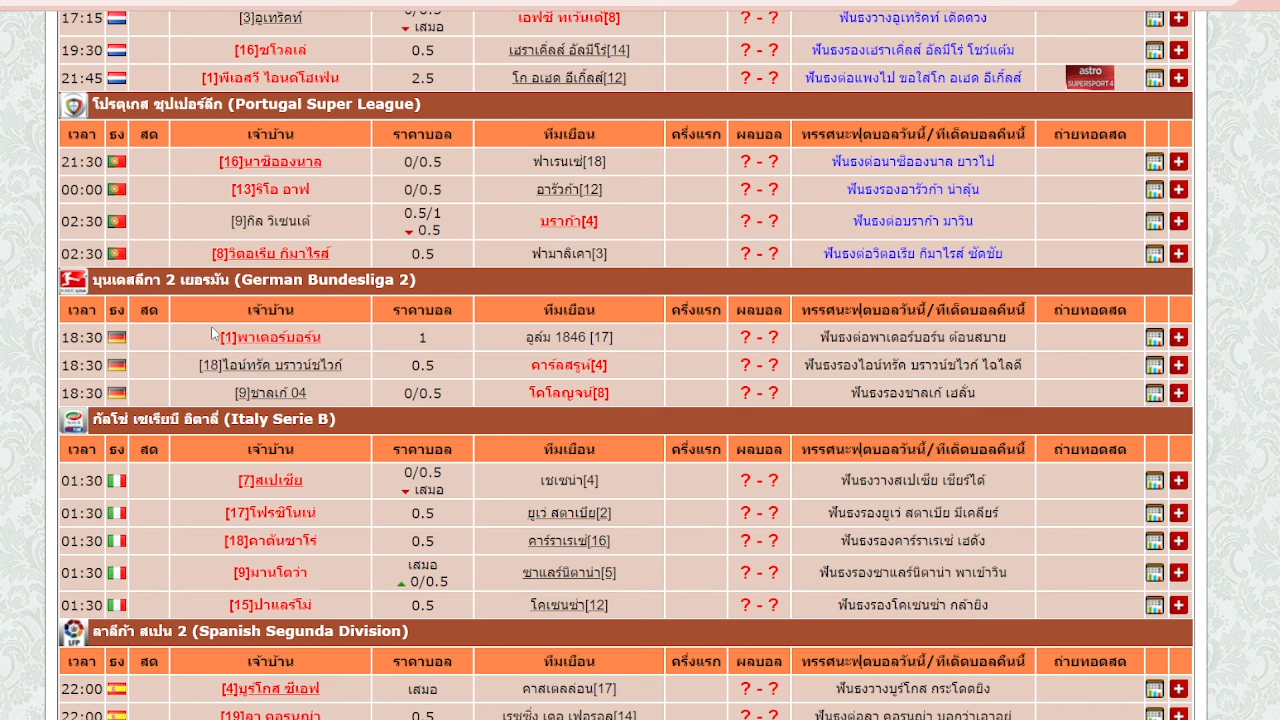 17:15 [3]อูเทร็คท์ 0/0.5 เสมอ เอฟซี ทเว้นเต้[8] ? - ? ฟันธงวางอูเทร็คท์ เด็ดดวง
19:30 [16]ซโวลเล่ 0.5 เฮราเคิ่ลส์ อัลมีโร่[14] ? - ? ฟันธงรองเฮราเคิ่ลส์ อัลมีโร่ โชว์แต้ม
21:45 [1]พีเอสวี ไอนด์โฮเฟ่น 2.5 โก อเฮด อีเกิ้ลส์[12] ? - ? ฟันธงต่อแพงไป ขอใส่โก อเฮด อีเกิ้ลส์ astro SUPERSPORT 4
โปรตุเกส ซุปเปอร์ลีก (Portugal Super League)
เวลา ธง สด เจ้าบ้าน ราคาบอล ทีมเยือน ครึ่งแรก ผลบอล ทรรศนะฟุตบอลวันนี้/ทีเด็ดบอลคืนนี้ ถ่ายทอดสด
21:30 [16]นาซิอองนาล 0/0.5 ฟาเรนเซ่[18] ? - ? ฟันธงต่อนาซิอองนาล ยาวไป
00:00 [13]ริโอ อาฟ 0/0.5 อารัวก้า[12] ? - ? ฟันธงรองอารัวก้า น่าลุ้น
02:30 [9]กิล วิเซนเต้ 0.5/1 0.5 บราก้า[4] ? - ? ฟันธงต่อบราก้า มาวิน
02:30 [8]วิตอเรีย กิมาไรส์ 0.5 ฟามาลิเคา[3] ? - ? ฟันธงต่อวิตอเรีย กิมาไรส์ ชัดชัย
บุนเดสลีกา 2 เยอรมัน (German Bundesliga 2)
เวลา ธง สด เจ้าบ้าน ราคาบอล ทีมเยือน ครึ่งแรก ผลบอล ทรรศนะฟุตบอลวันนี้/ทีเด็ดบอลคืนนี้ ถ่ายทอดสด
18:30 [1]พาเดอร์บอร์น 1 อูล์ม 1846 [17] ? - ? ฟันธงต่อพาเดอร์บอร์น ต้อนสบาย
18:30 [18]ไอน์ทรัค บราวน์ชไวก์ 0.5 คาร์ลสรูห์[4] ? - ? ฟันธงรองไอน์ทรัค บราวน์ชไวก์ ไฉไลดี
18:30 [9]ชาลเก้ 04 0/0.5 โคโลญจน์[8] ? - ? ฟันธงรองชาลเก้ เฮลั่น
กัลโช่ เซเรียบี อิตาลี่ (Italy Serie B)
เวลา ธง สด เจ้าบ้าน ราคาบอล ทีมเยือน ครึ่งแรก ผลบอล ทรรศนะฟุตบอลวันนี้/ทีเด็ดบอลคืนนี้ ถ่ายทอดสด
01:30 [7]สเปเซีย 0/0.5 เสมอ เชเซน่า[4] ? - ? ฟันธงวางสเปเซีย เชียร์ได้
01:30 [17]โฟรซิโนเน่ 0.5 ยูเว่ สตาเบีย[2] ? - ? ฟันธงรองยูเว่ สตาเบีย มีเคลียร์
01:30 [18]คาตันซาโร่ 0.5 คาร์ราเรเซ่[16] ? - ? ฟันธงรองคาร์ราเรเซ่ เฮดัง
01:30 [9]มานโตว่า เสมอ 0/0.5 ซาแลร์นิตาน่า[5] ? - ? ฟันธงรองซาแลร์นิตาน่า พาเข้าวิน
01:30 [15]ปาแลร์โม่ 0.5 โคเซนซ่า[12] ? - ? ฟันธงรองโคเซนซ่า กล้ายิง
ลาลีก้า สเปน 2 (Spanish Segunda Division)
เวลา ธง สด เจ้าบ้าน ราคาบอล ทีมเยือน ครึ่งแรก ผลบอล ทรรศนะฟุตบอลวันนี้/ทีเด็ดบอลคืนนี้ ถ่ายทอดสด
22:00 [4]บูร์โกส ซีเอฟ เสมอ คาสเตลล่อน[17] ? - ? ฟันธงวางบูร์โกส กระโดดยิง
22:00 [19]ลา คอรุนญ่า 0.5 เรซซิ่ง เดอ เฟอรอล[14] ? - ? ฟันธงต่อลา คอรุนญ่า บอกว่าเอาอยู่